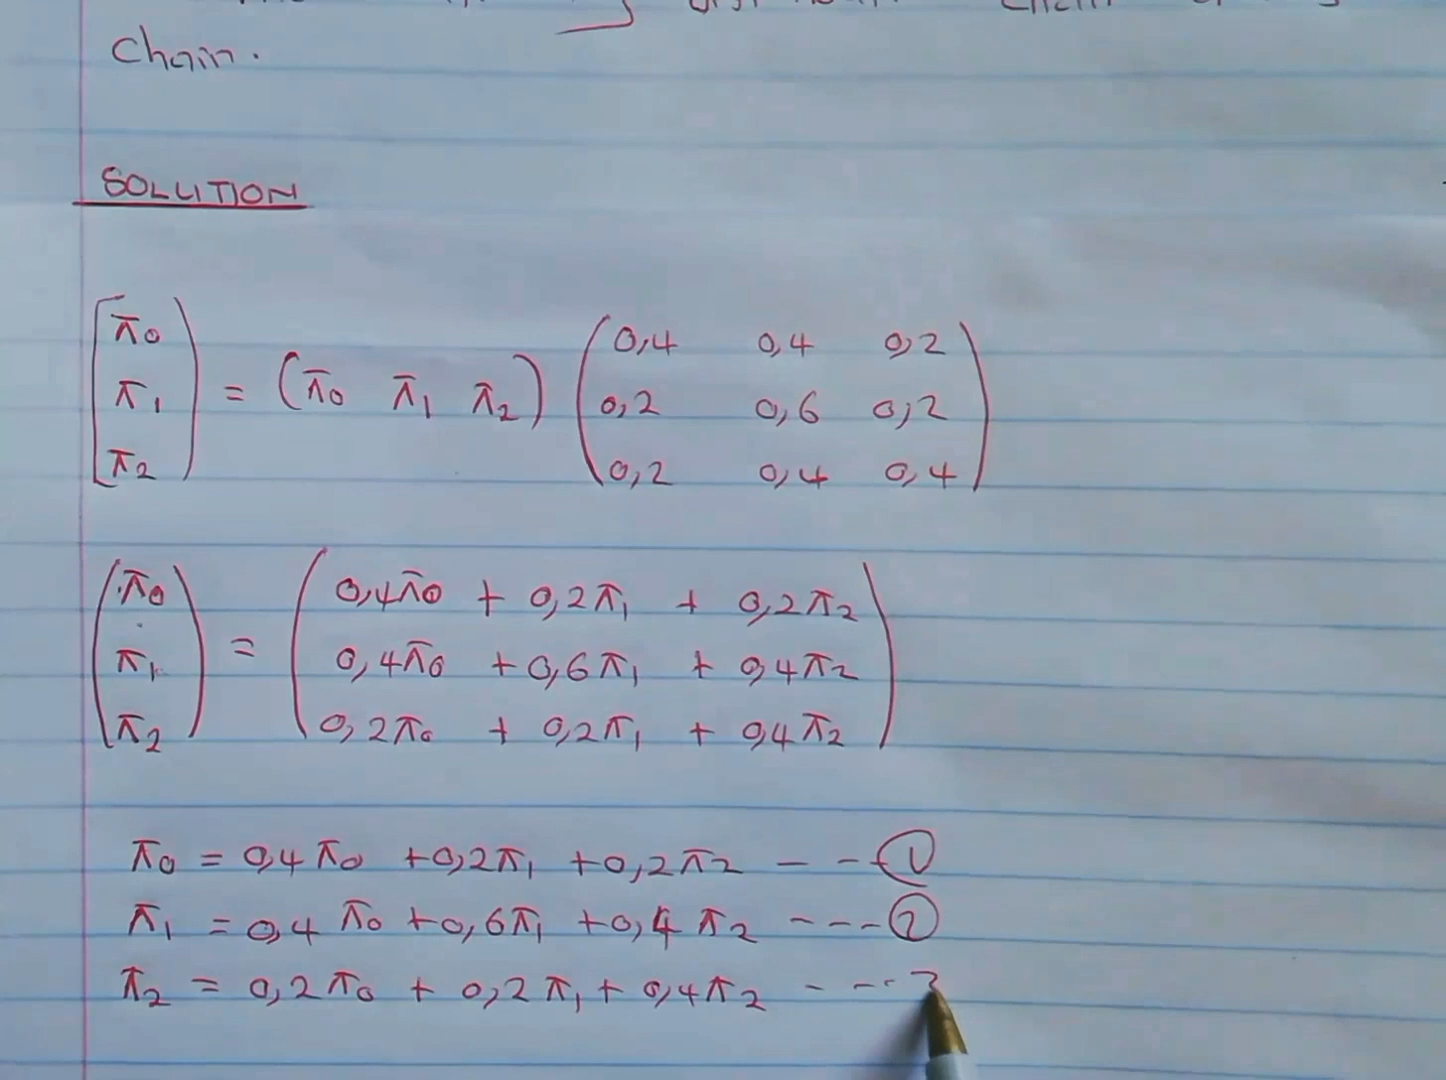 Chain.
SOLUTION
π0
π1
π2
= (π0 π1 π2)
0,4 0,4 0,2
0,2 0,6 0,2
0,2 0,4 0,4
π0
π1
π2
=
0,4π0 + 0,2π1 + 0,2π2
0,4π0 + 0,6π1 + 0,4π2
0,2π0 + 0,2π1 + 0,4π2
π0 = 0,4π0 + 0,2π1 + 0,2π2 -- ①
π1 = 0,4π0 + 0,6π1 + 0,4π2 --- ②
π2 = 0,2π0 + 0,2π1 + 0,4π2 --- 3